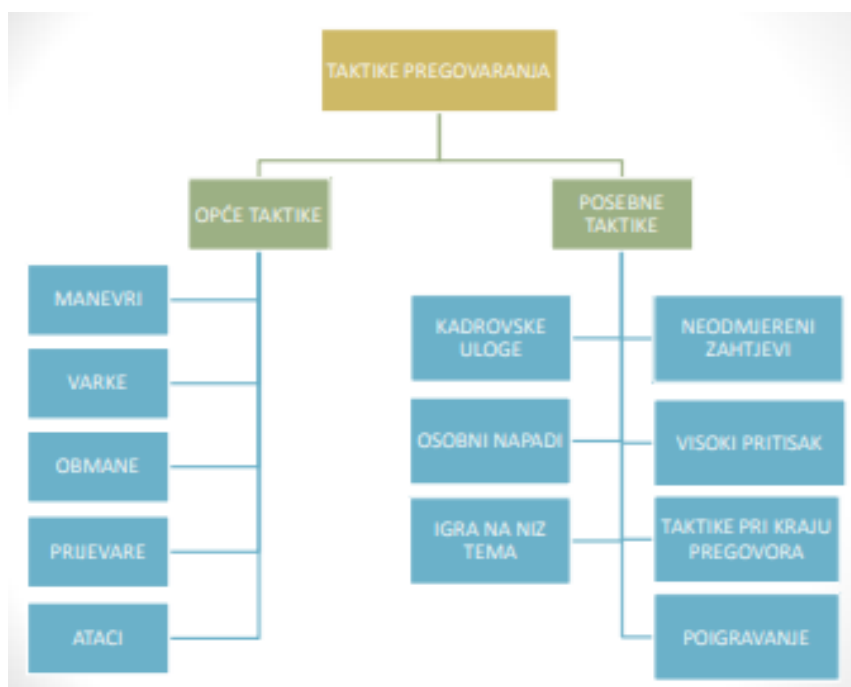 TAKTIKE PREGOVARANJA
OPĆE TAKTIKE
MANEVRI
VARKE
OBMANE
PRIJEVARE
ATACI
POSEBNE
TAKTIKE
KADROVSKE
ULOGE
NEODMJERENI
ZAHTJEVI
OSOBNI NAPADI
VISOKI PRITISAK
IGRA NA NIZ
TEMA
TAKTIKE PRI KRAJU
PREGOVORA
POIGRAVANJE